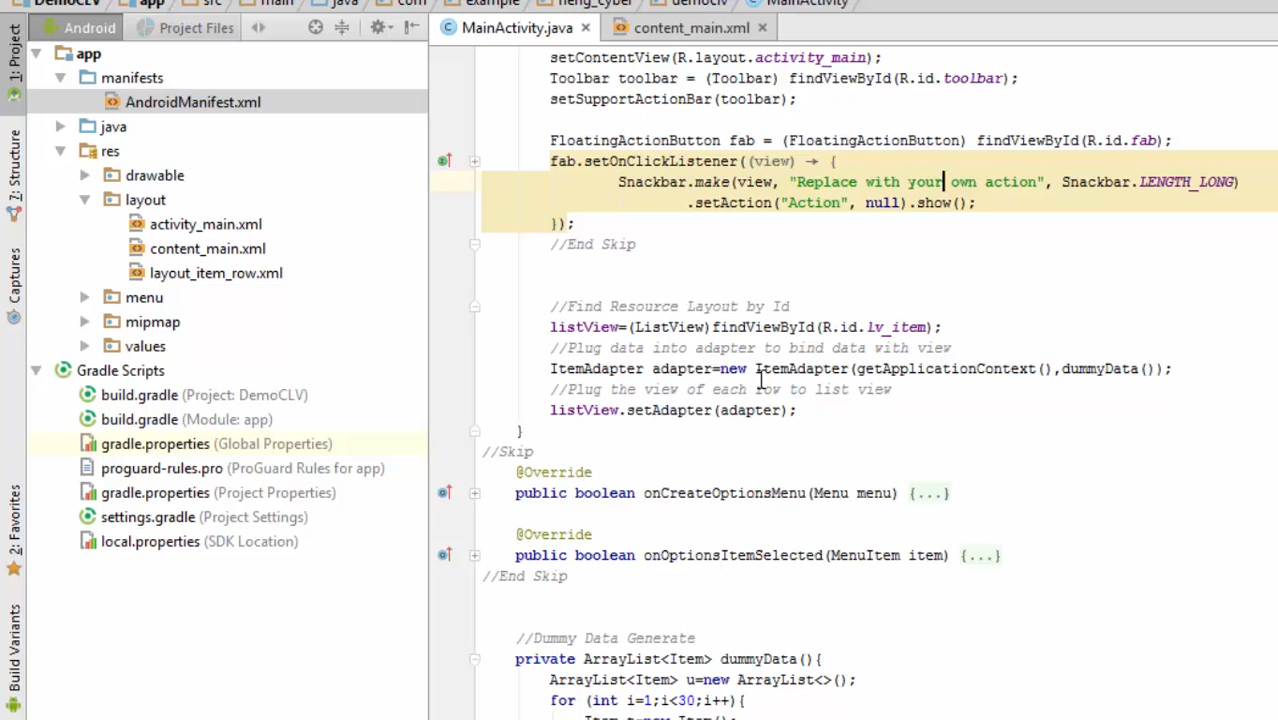 DemoCLV app src main java com example heng_cyber democlv MainActivity
Android Project Files
MainActivity.java content_main.xml
1: Project
7: Structure
Captures
2: Favorites
Build Variants
app
manifests
AndroidManifest.xml
java
res
drawable
layout
activity_main.xml
content_main.xml
layout_item_row.xml
menu
mipmap
values
Gradle Scripts
build.gradle (Project: DemoCLV)
build.gradle (Module: app)
gradle.properties (Global Properties)
proguard-rules.pro (ProGuard Rules for app)
gradle.properties (Project Properties)
settings.gradle (Project Settings)
local.properties (SDK Location)
setContentView(R.layout.activity_main);
Toolbar toolbar = (Toolbar) findViewById(R.id.toolbar);
setSupportActionBar(toolbar);
FloatingActionButton fab = (FloatingActionButton) findViewById(R.id.fab);
fab.setOnClickListener((view) → {
Snackbar.make(view, "Replace with your own action", Snackbar.LENGTH_LONG)
.setAction("Action", null).show();
});
//End Skip
//Find Resource Layout by Id
listView=(ListView)findViewById(R.id.lv_item);
//Plug data into adapter to bind data with view
ItemAdapter adapter=new ItemAdapter(getApplicationContext(),dummyData());
//Plug the view of each row to list view
listView.setAdapter(adapter);
}
//Skip
@Override
public boolean onCreateOptionsMenu(Menu menu) {...}
@Override
public boolean onOptionsItemSelected(MenuItem item) {...}
//End Skip
//Dummy Data Generate
private ArrayList<Item> dummyData(){
ArrayList<Item> u=new ArrayList<>();
for (int i=1;i<30;i++){
Item t=new Item();